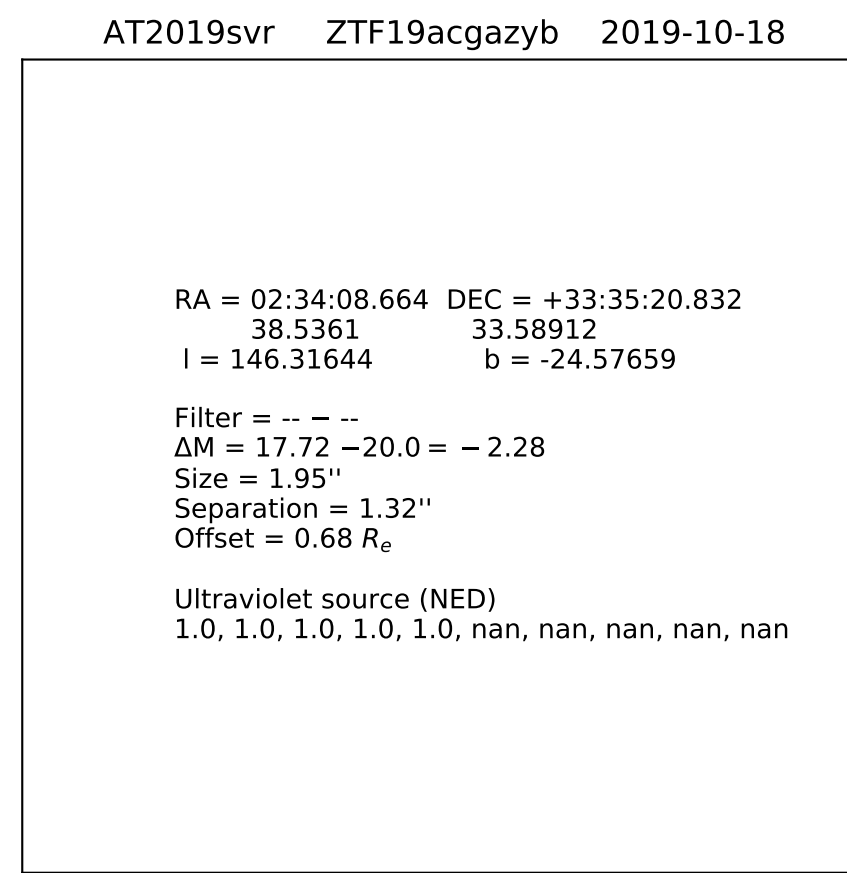 AT2019svr ZTF19acgazyb 2019-10-18
RA = 02:34:08.664 DEC = +33:35:20.832
38.5361 33.58912
l = 146.31644 b = -24.57659
Filter = -- − --
ΔM = 17.72 −20.0 = − 2.28
Size = 1.95''
Separation = 1.32''
Offset = 0.68 Rₑ
Ultraviolet source (NED)
1.0, 1.0, 1.0, 1.0, 1.0, nan, nan, nan, nan, nan